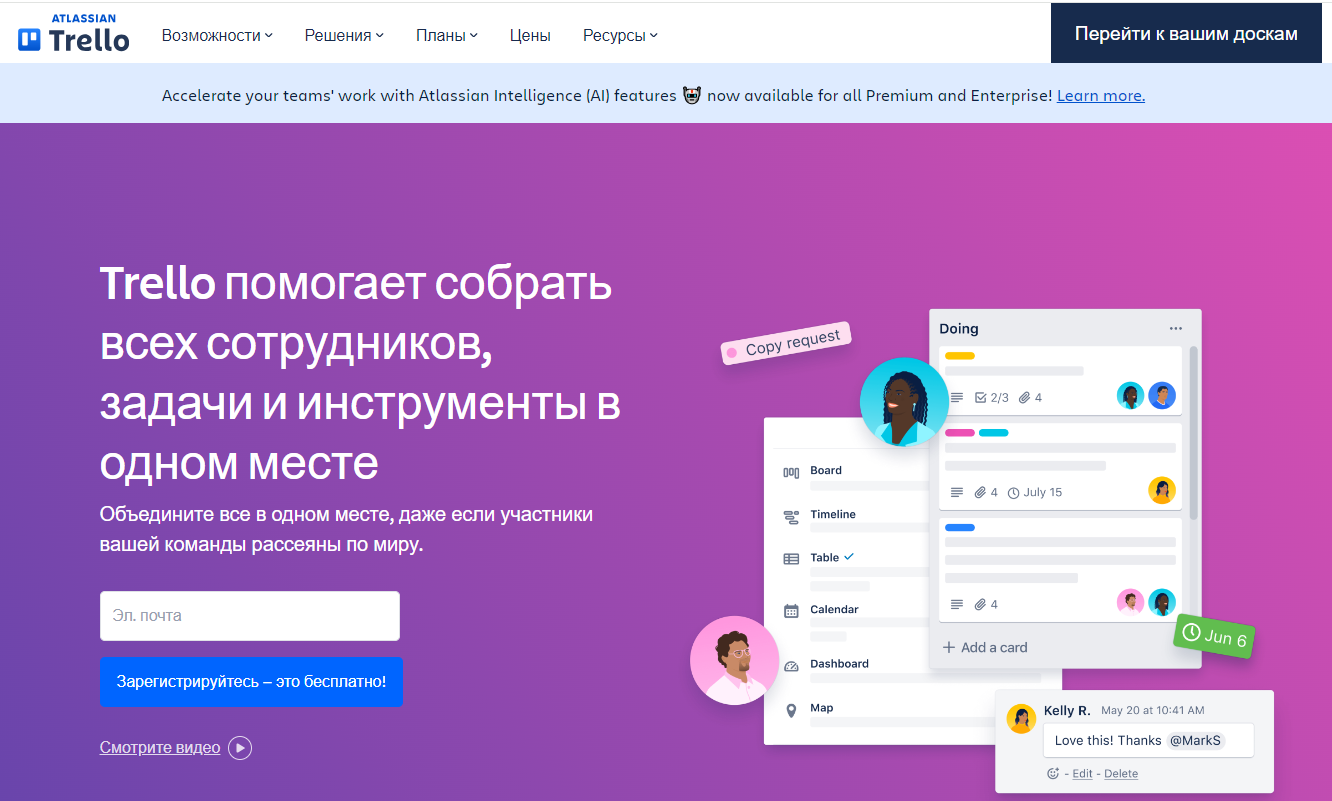 ATLASSIAN
Trello
Возможности
Решения
Планы
Цены
Ресурсы
Перейти к вашим доскам
Accelerate your teams' work with Atlassian Intelligence (AI) features now available for all Premium and Enterprise! Learn more.
Trello помогает собрать
всех сотрудников,
задачи и инструменты в
одном месте
Объедините все в одном месте, даже если участники
вашей команды рассеяны по миру.
Эл. почта
Зарегистрируйтесь – это бесплатно!
Смотрите видео
Copy request
Board
Timeline
Table
Calendar
Dashboard
Map
Doing
2/3 4
4 July 15
4
+ Add a card
Jun 6
Kelly R. May 20 at 10:41 AM
Love this! Thanks @MarkS
- Edit - Delete